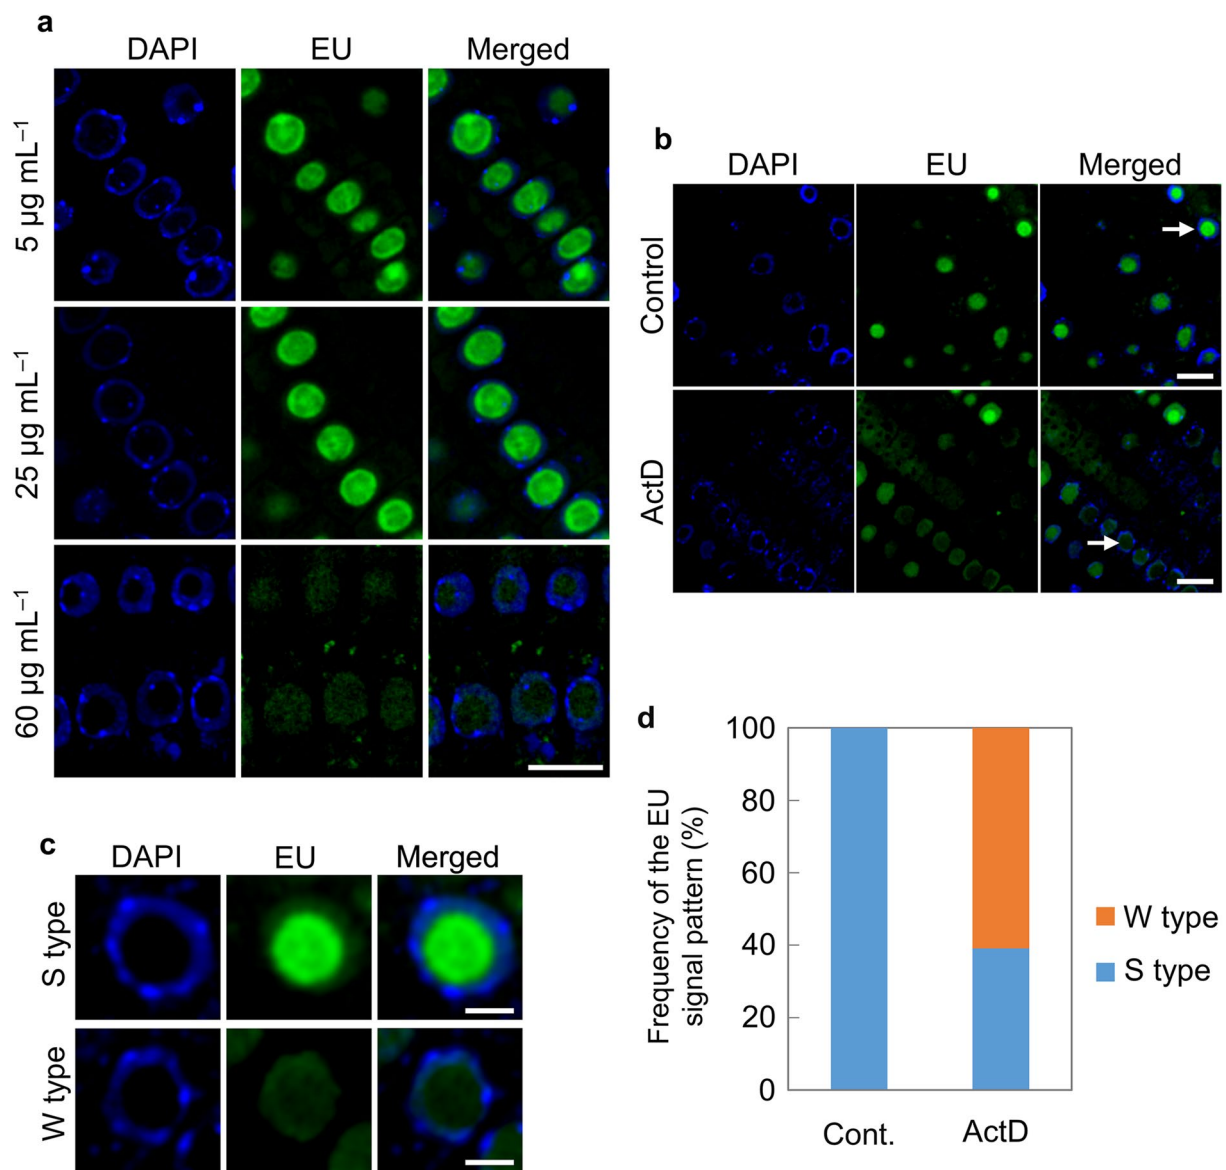 a
DAPI EU Merged
5 µg mL⁻¹
25 µg mL⁻¹
60 µg mL⁻¹
b
DAPI EU Merged
Control
ActD
c
DAPI EU Merged
S type
W type
d
Frequency of the EU
signal pattern (%)
100
80
60
40
20
0
Cont. ActD
W type
S type